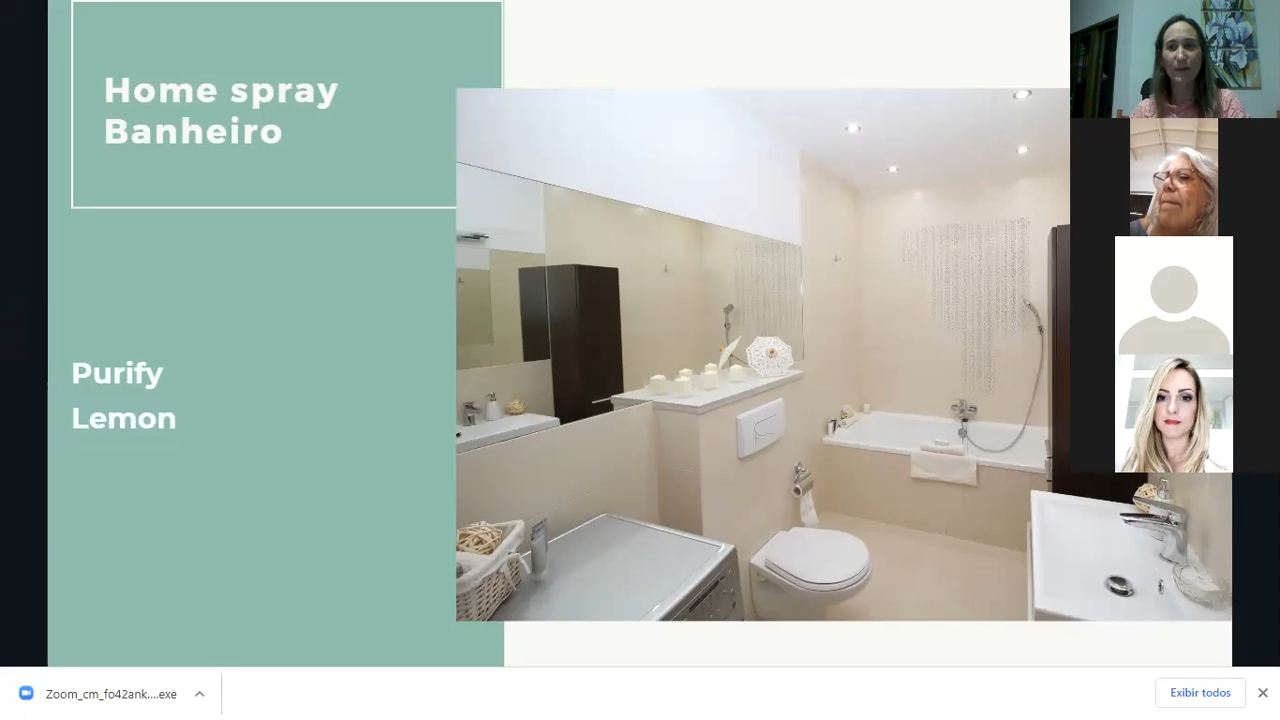 Home spray
Banheiro
Purify
Lemon
Zoom_cm_fo42ank....exe
Exibir todos